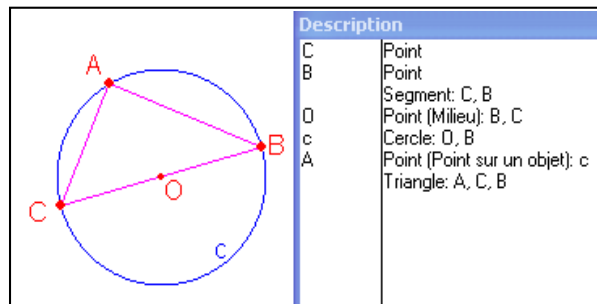 A
B
O
C
c
Description
C Point
B Point
Segment: C, B
O Point (Milieu): B, C
c Cercle: O, B
A Point (Point sur un objet): c
Triangle: A, C, B